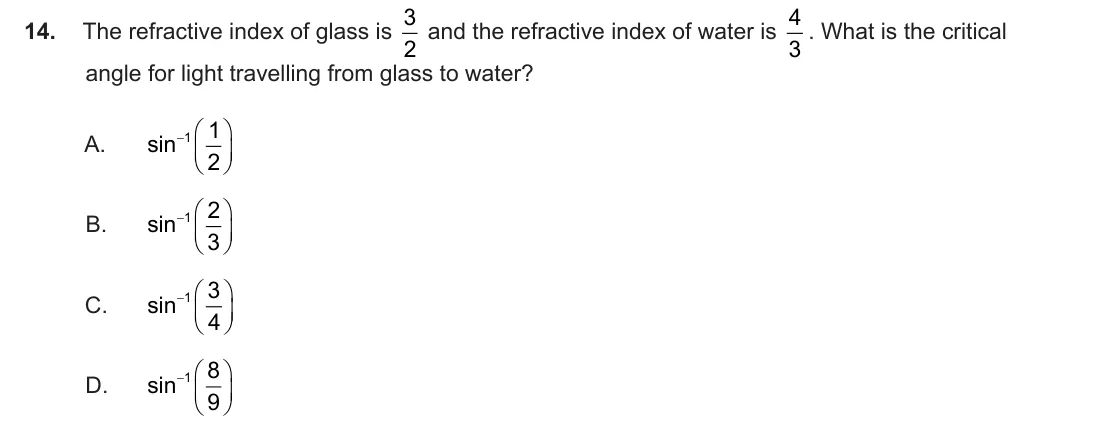 14. The refractive index of glass is 3/2 and the refractive index of water is 4/3. What is the critical
angle for light travelling from glass to water?
A. sin⁻¹(1/2)
B. sin⁻¹(2/3)
C. sin⁻¹(3/4)
D. sin⁻¹(8/9)